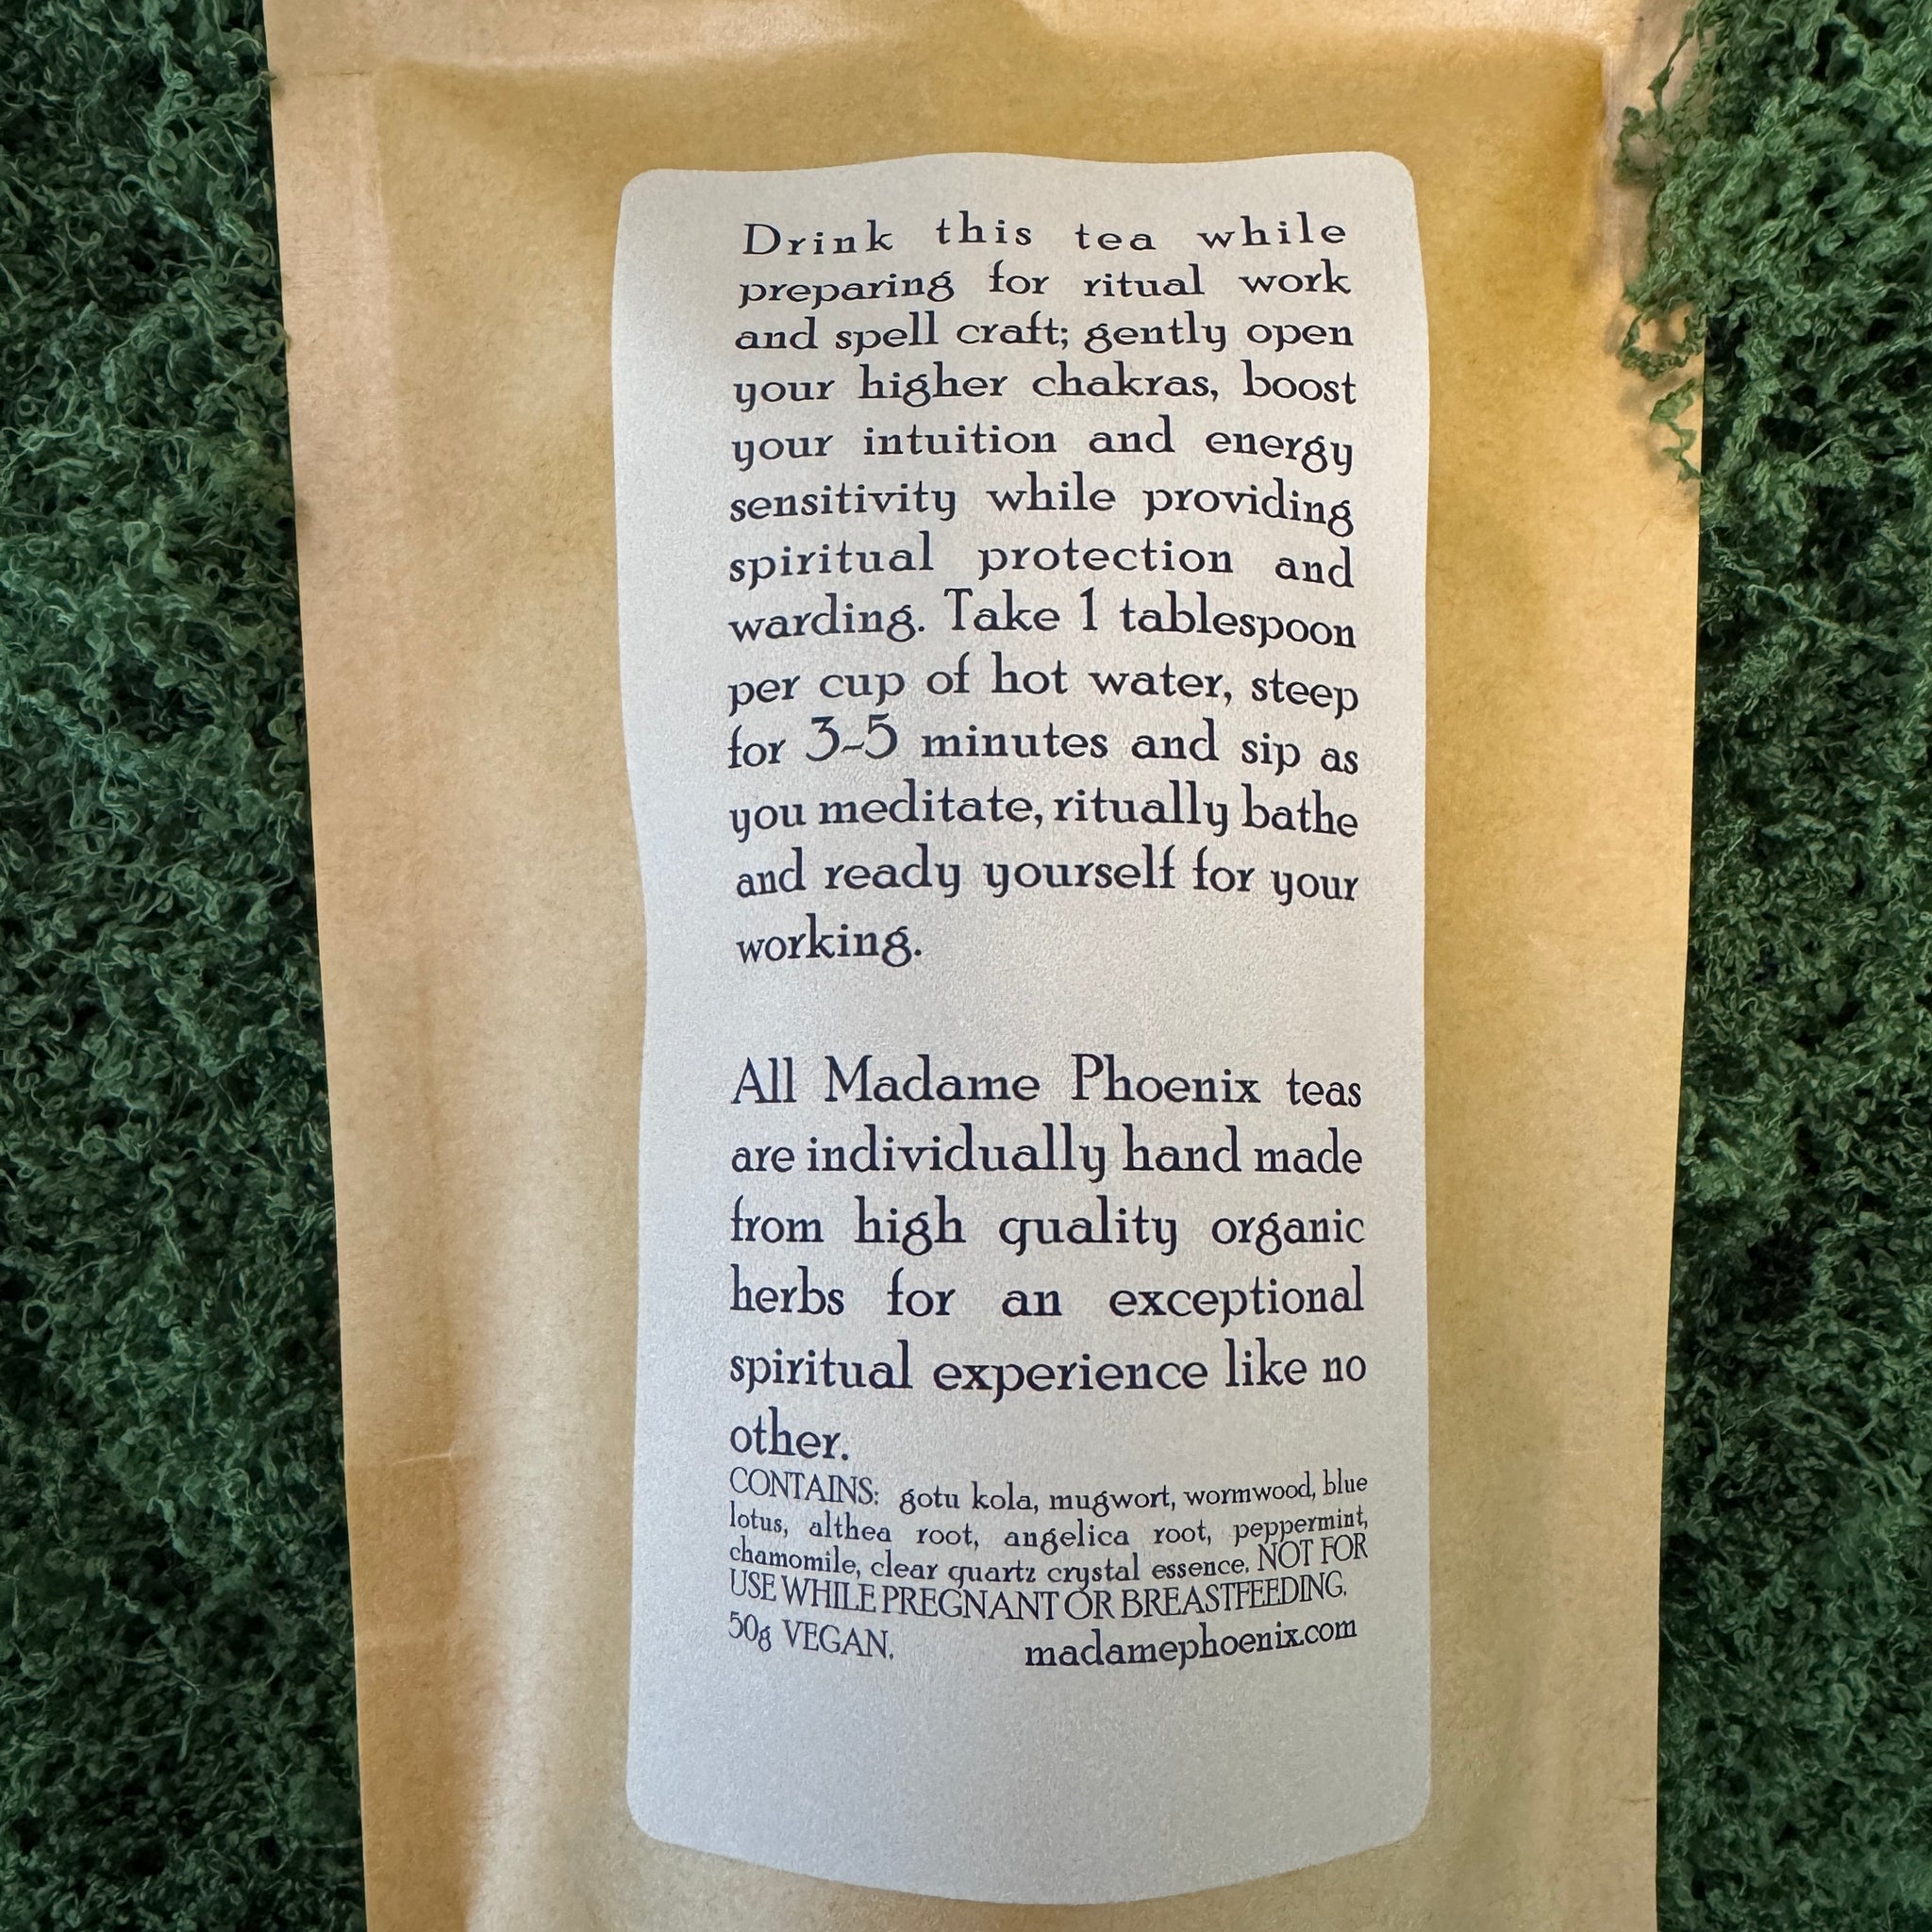 Drink this tea while
preparing for ritual work
and spell craft; gently open
your higher chakras, boost
your intuition and energy
sensitivity while providing
spiritual protection and
warding. Take 1 tablespoon
per cup of hot water, steep
for 3-5 minutes and sip as
you meditate, ritually bathe
and ready yourself for your
working.
All Madame Phoenix teas
are individually hand made
from high quality organic
herbs for an exceptional
spiritual experience like no
other.
CONTAINS: gotu kola, mugwort, wormwood, blue
lotus, althea root, angelica root, peppermint,
chamomile, clear quartz crystal essence. NOT FOR
USE WHILE PREGNANT OR BREASTFEEDING.
50g VEGAN. madamephoenix.com